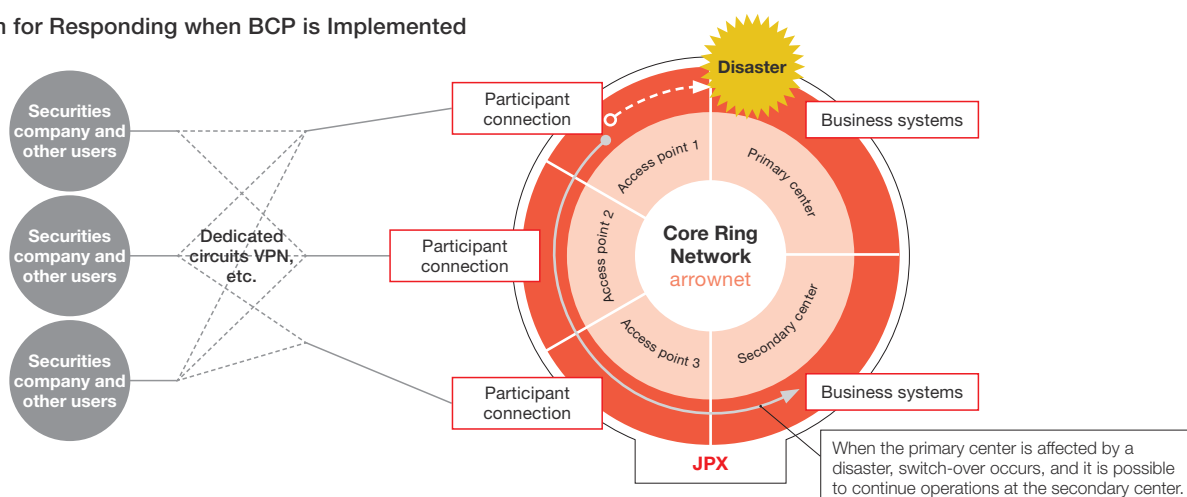 for Responding when BCP is Implemented
Securities
company and
other users
Securities
company and
other users
Securities
company and
other users
Dedicated
circuits VPN,
etc.
Participant
connection
Participant
connection
Participant
connection
Disaster
Business systems
Access point 1
Primary center
Access point 2
Core Ring
Network
arrownet
Access point 3
Secondary center
Business systems
JPX
When the primary center is affected by a
disaster, switch-over occurs, and it is possible
to continue operations at the secondary center.